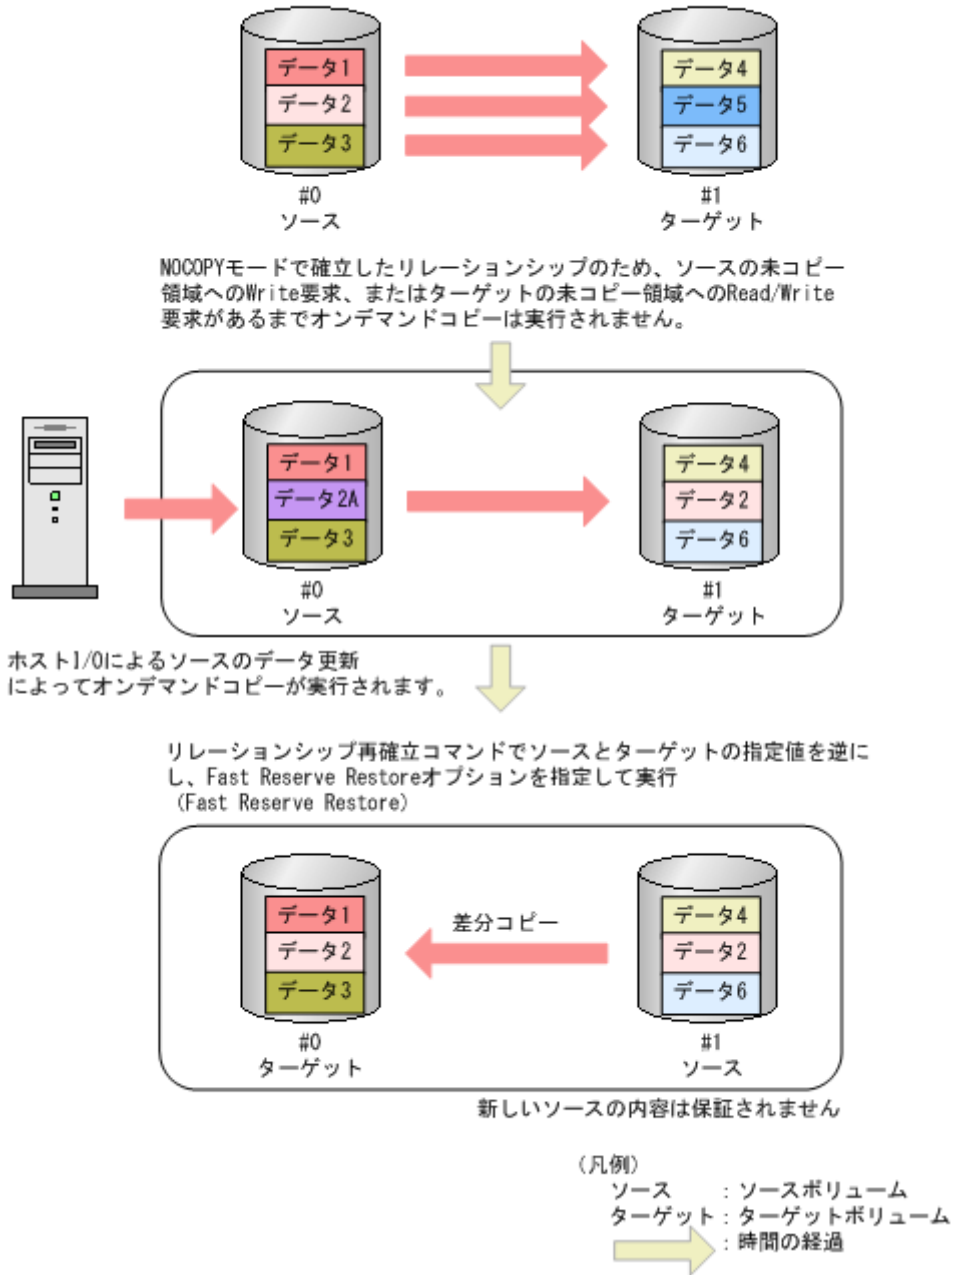 データ1
データ2
データ3
#0
ソース
データ4
データ5
データ6
#1
ターゲット
NOCOPYモードで確立したリレーションシップのため、ソースの未コピー
領域へのWrite要求、またはターゲットの未コピー領域へのRead/Write
要求があるまでオンデマンドコピーは実行されません。
データ1
データ2A
データ3
#0
ソース
データ4
データ2
データ6
#1
ターゲット
ホストI/Oによるソースのデータ更新
によってオンデマンドコピーが実行されます。
リレーションシップ再確立コマンドでソースとターゲットの指定値を逆に
し、Fast Reserve Restoreオプションを指定して実行
(Fast Reserve Restore)
データ1
データ2
データ3
#0
ターゲット
差分コピー
データ4
データ2
データ6
#1
ソース
新しいソースの内容は保証されません
(凡例)
ソース :ソースボリューム
ターゲット:ターゲットボリューム
:時間の経過